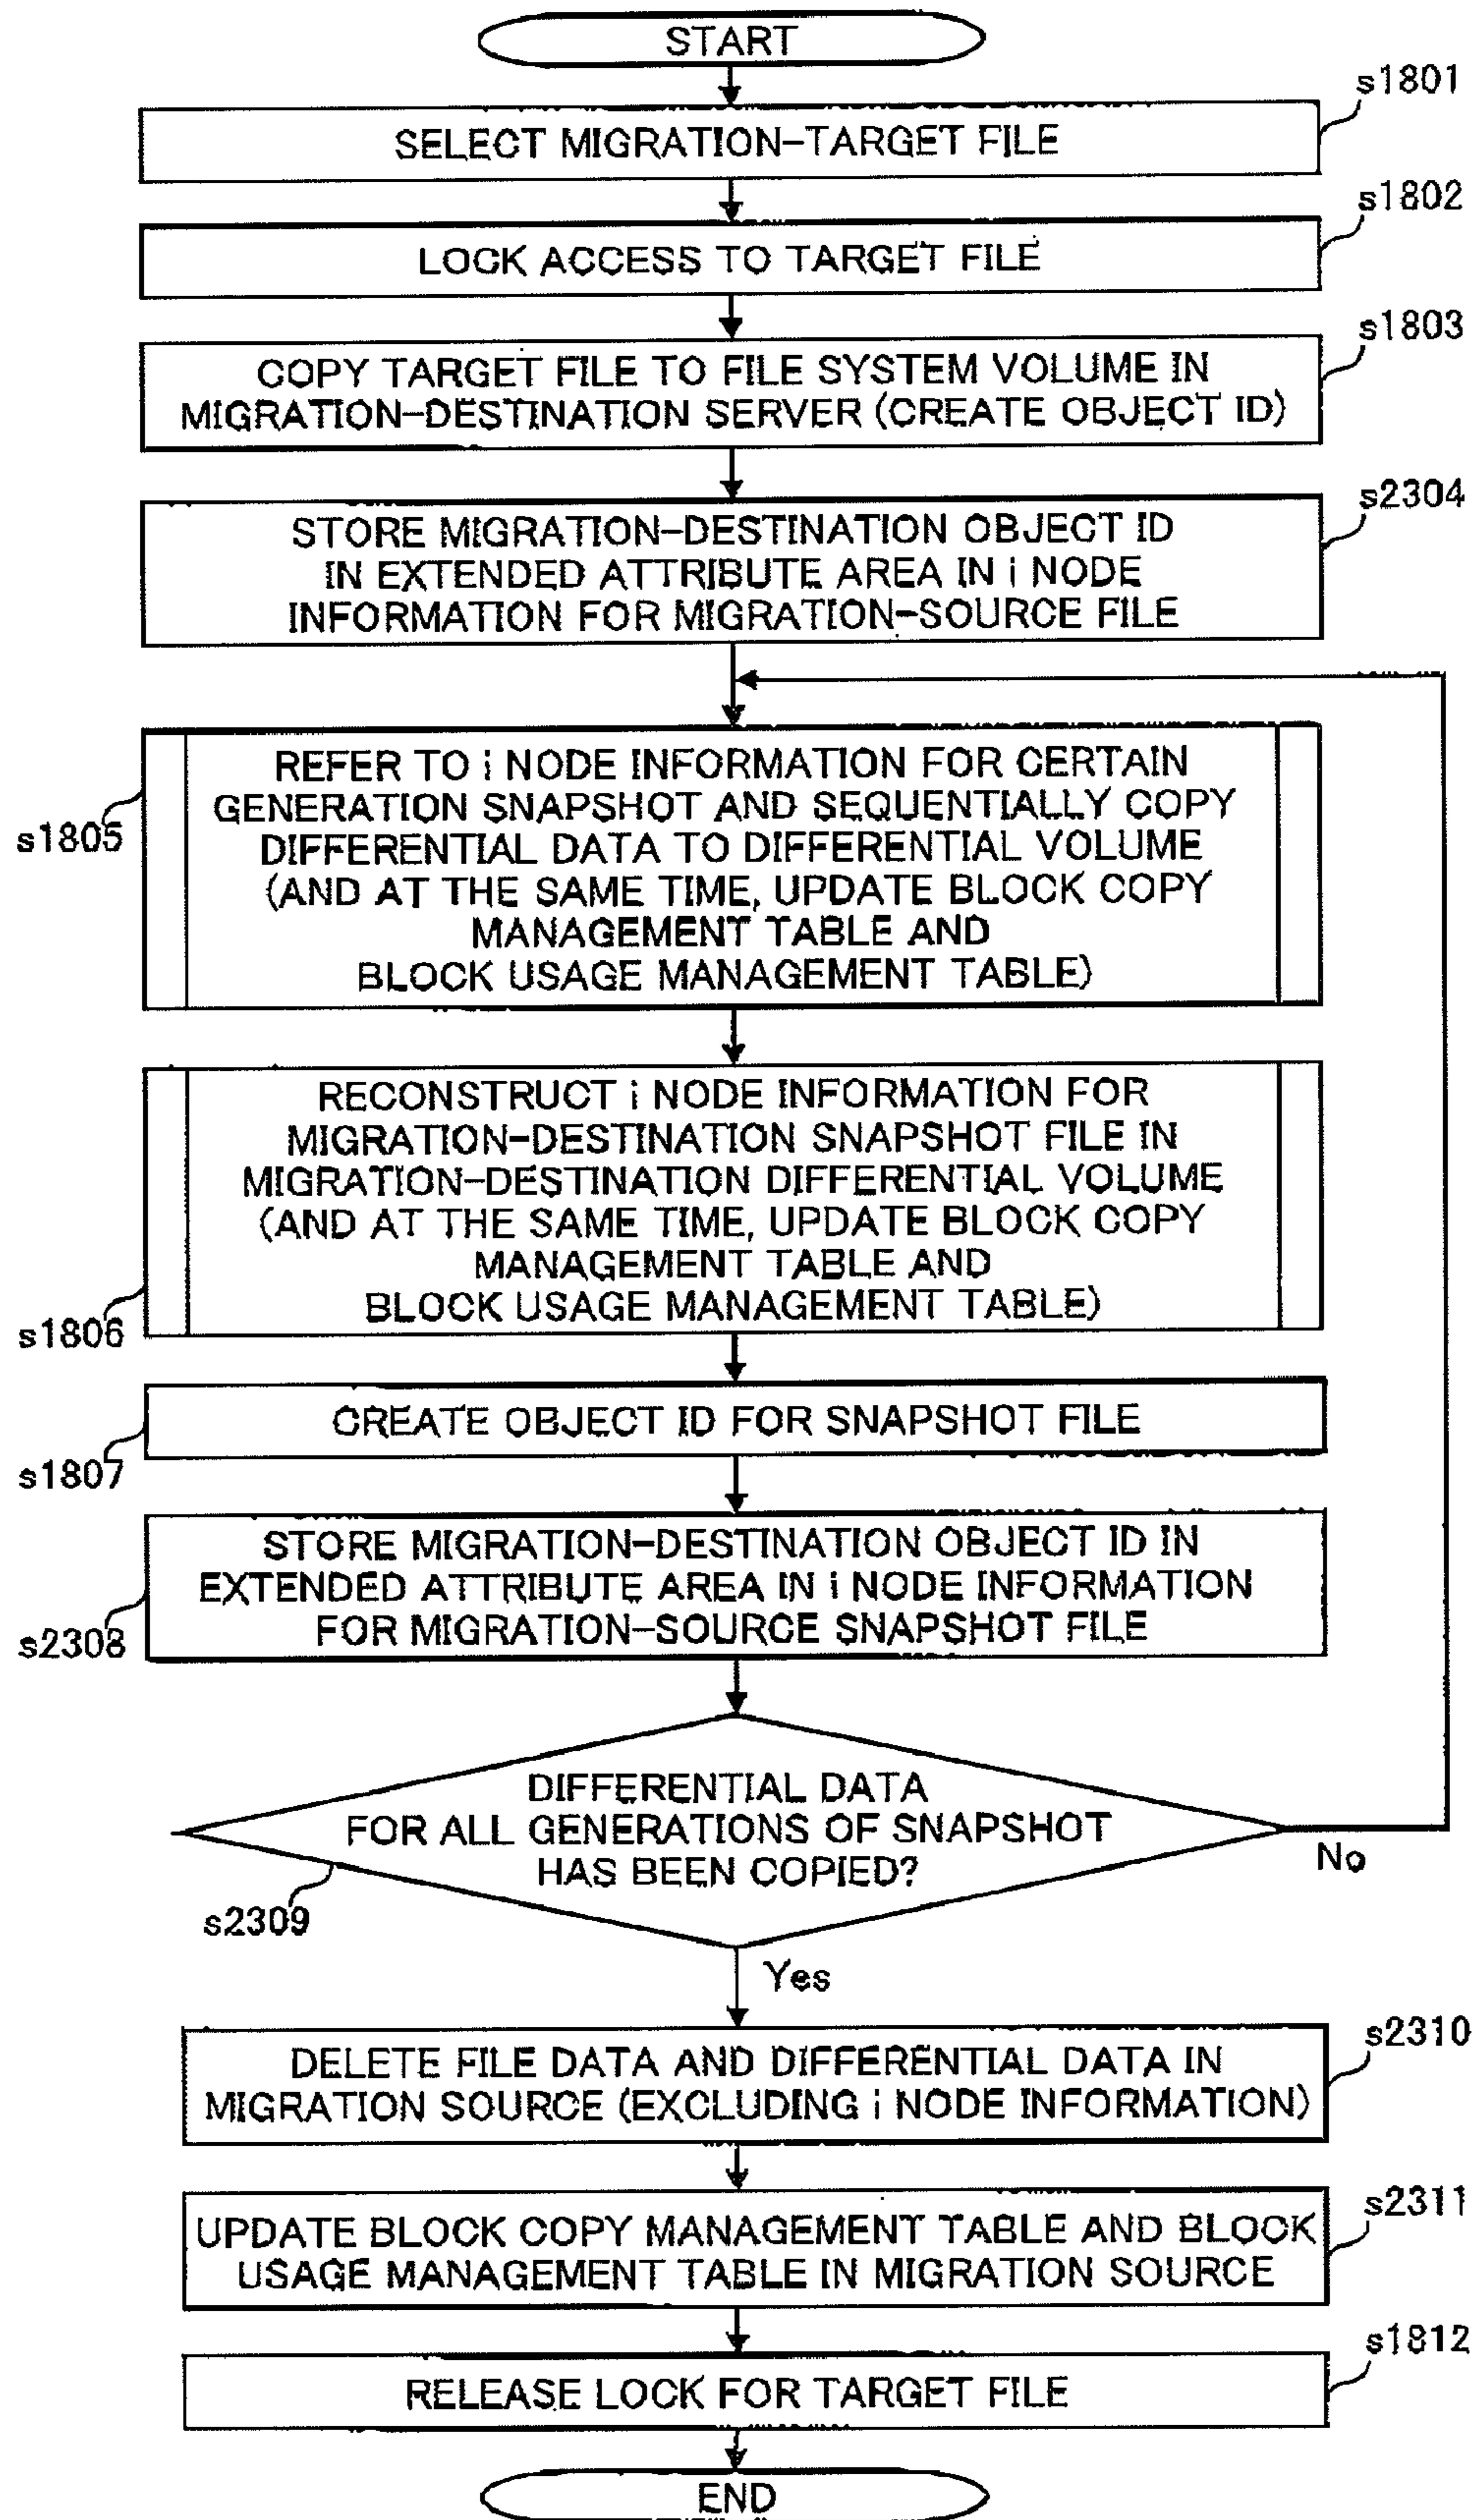 START
s1801
SELECT MIGRATION-TARGET FILE
s1802
LOCK ACCESS TO TARGET FILE
s1803
COPY TARGET FILE TO FILE SYSTEM VOLUME IN
MIGRATION-DESTINATION SERVER (CREATE OBJECT ID)
s2304
STORE MIGRATION-DESTINATION OBJECT ID
IN EXTENDED ATTRIBUTE AREA IN i NODE
INFORMATION FOR MIGRATION-SOURCE FILE
s1805
REFER TO i NODE INFORMATION FOR CERTAIN
GENERATION SNAPSHOT AND SEQUENTIALLY COPY
DIFFERENTIAL DATA TO DIFFERENTIAL VOLUME
(AND AT THE SAME TIME, UPDATE BLOCK COPY
MANAGEMENT TABLE AND
BLOCK USAGE MANAGEMENT TABLE)
s1806
RECONSTRUCT i NODE INFORMATION FOR
MIGRATION-DESTINATION SNAPSHOT FILE IN
MIGRATION-DESTINATION DIFFERENTIAL VOLUME
(AND AT THE SAME TIME, UPDATE BLOCK COPY
MANAGEMENT TABLE AND
BLOCK USAGE MANAGEMENT TABLE)
s1807
CREATE OBJECT ID FOR SNAPSHOT FILE
s2308
STORE MIGRATION-DESTINATION OBJECT ID IN
EXTENDED ATTRIBUTE AREA IN i NODE INFORMATION
FOR MIGRATION-SOURCE SNAPSHOT FILE
s2309
DIFFERENTIAL DATA
FOR ALL GENERATIONS OF SNAPSHOT
HAS BEEN COPIED?
No
Yes
s2310
DELETE FILE DATA AND DIFFERENTIAL DATA IN
MIGRATION SOURCE (EXCLUDING i NODE INFORMATION)
s2311
UPDATE BLOCK COPY MANAGEMENT TABLE AND BLOCK
USAGE MANAGEMENT TABLE IN MIGRATION SOURCE
s1812
RELEASE LOCK FOR TARGET FILE
END